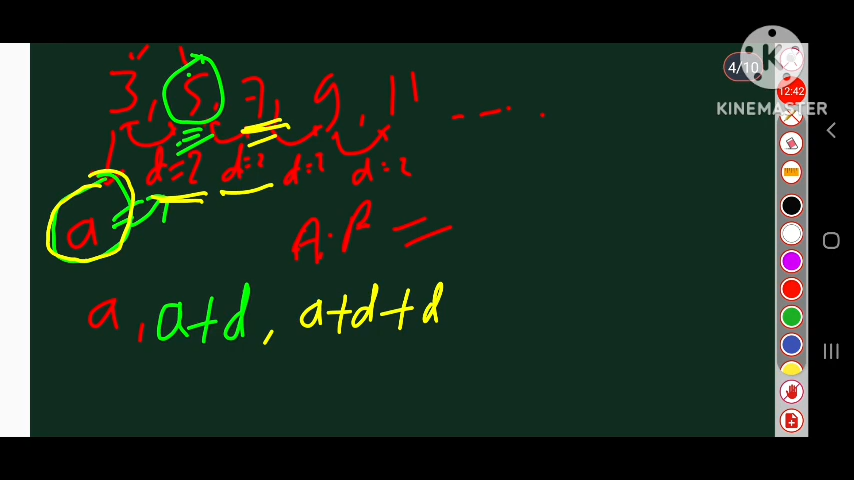 4/10
12:42
KINEMASTER
3, 5, 7, 9, 11 - - - .
d=2 d=2 d=2 d=2
a
A.P =
a, a+d, a+d+d